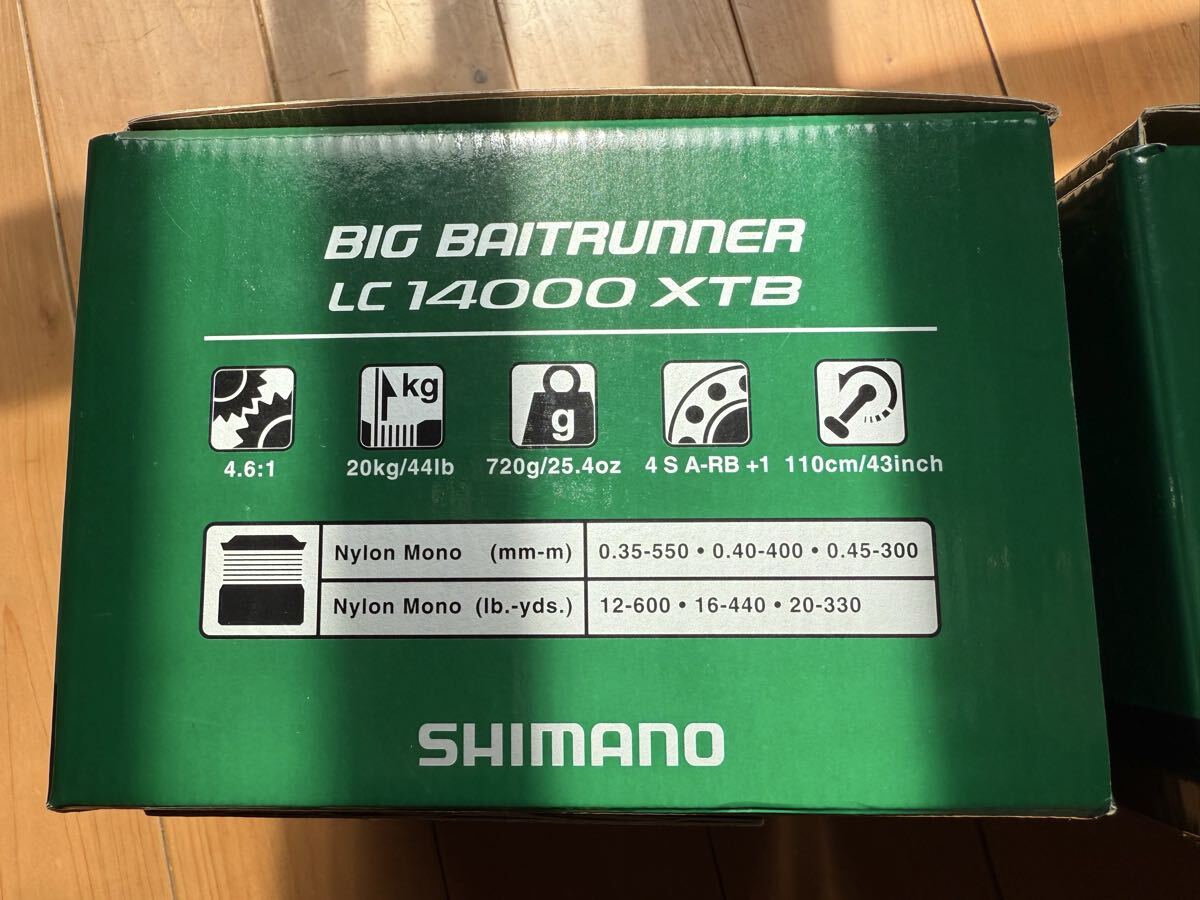 BIG BAITRUNNER
LC 14000 XTB
kg
g
4.6:1 20kg/44lb 720g/25.4oz 4 S A-RB +1 110cm/43inch
Nylon Mono (mm-m) 0.35-550 • 0.40-400 • 0.45-300
Nylon Mono (lb.-yds.) 12-600 • 16-440 • 20-330
SHIMANO